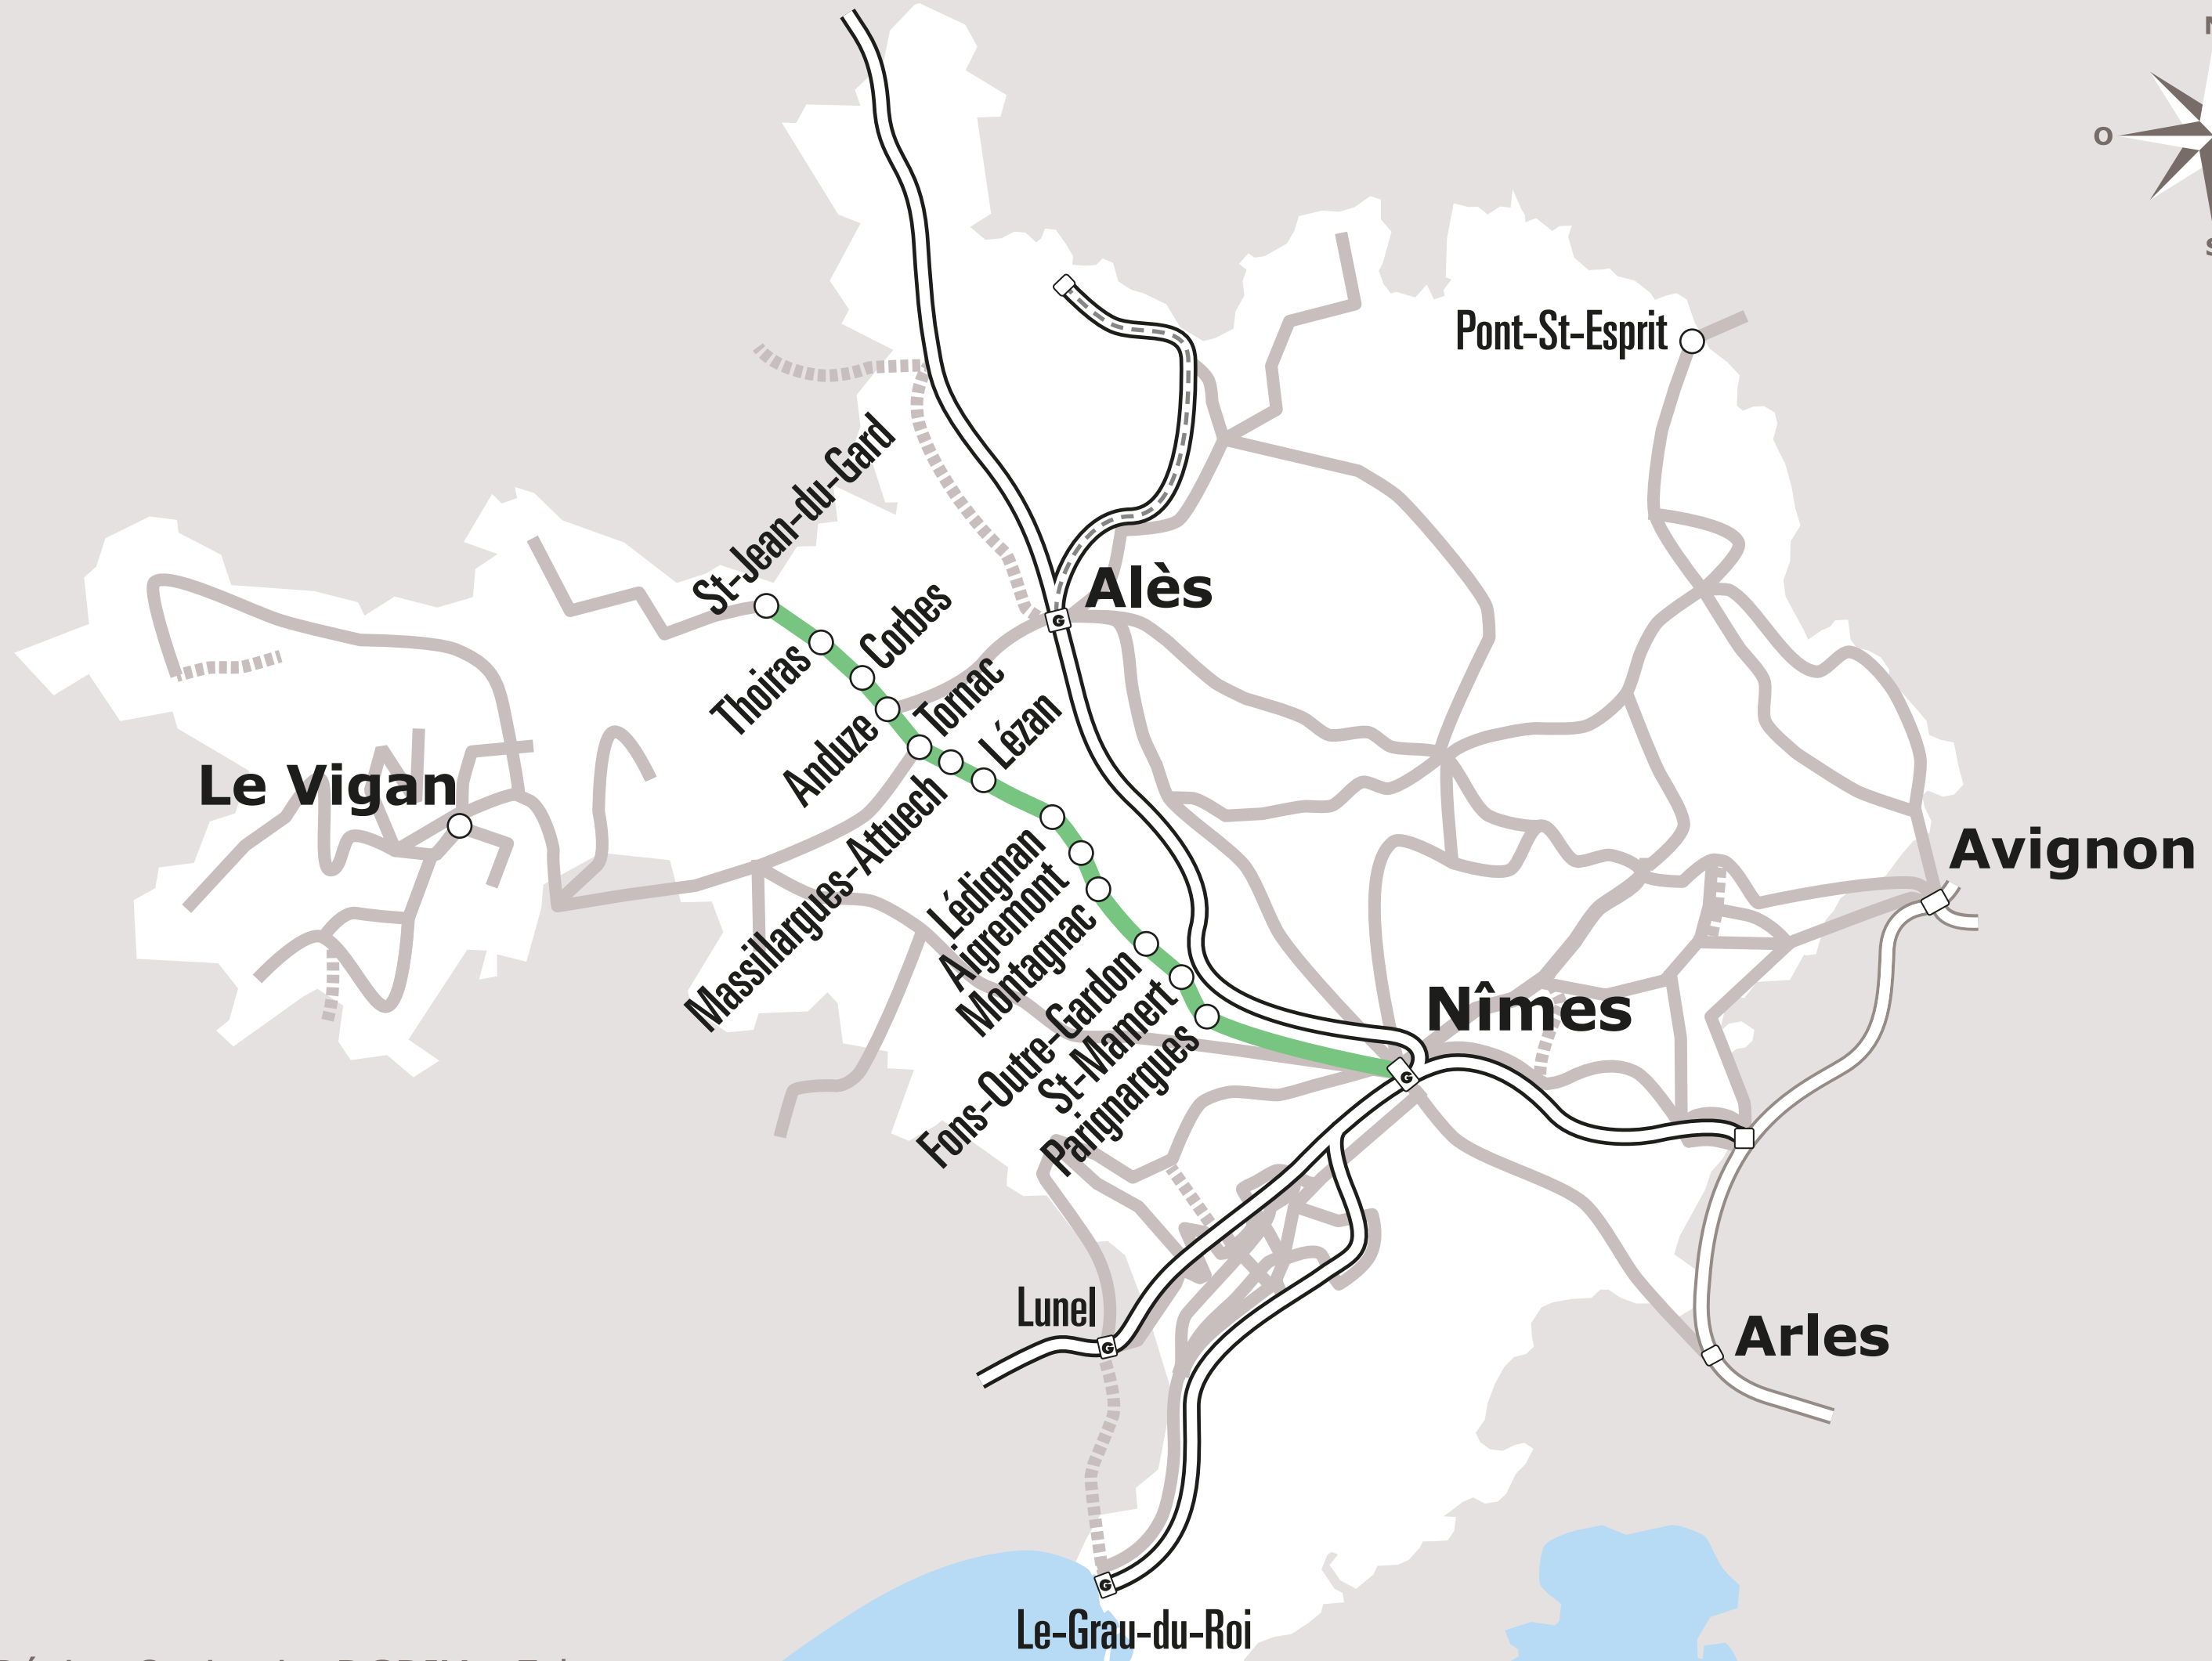 O
Pont-St-Esprit
St-Jean-du-Gard
Alès
Corbes
Thoiras
Tornac
Lézan
Anduze
Le Vigan
Massillargues-Attuech
Avignon
Lédignan
Aigremont
Montagnac
Nîmes
Fons-Outre-Gardon
St-Mamert
Parignargues
Lunel
Arles
Le-Grau-du-Roi
G
G
G
G